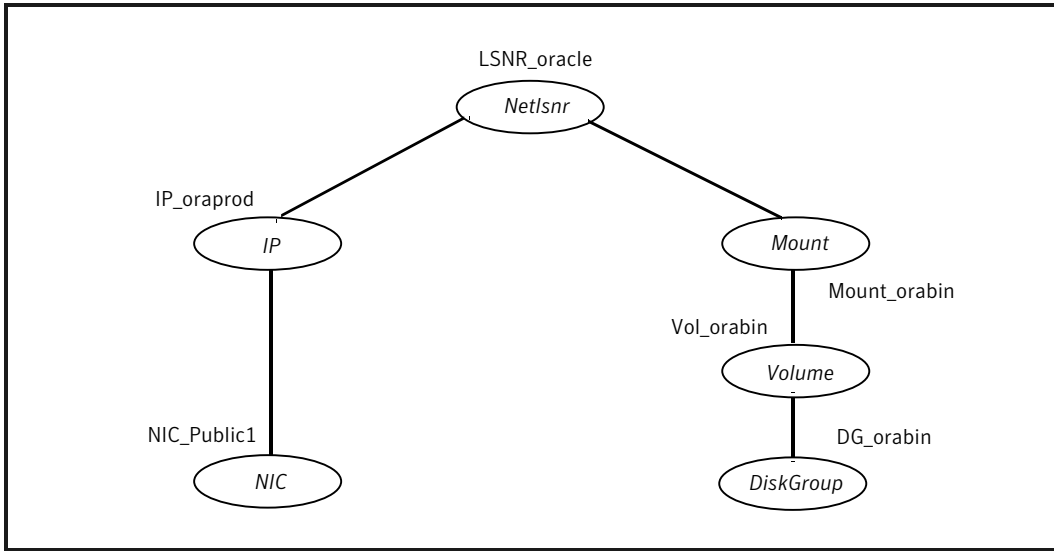 LSNR_oracle
Netlsnr
IP_oraprod
IP
Mount
Mount_orabin
Vol_orabin
Volume
NIC_Public1
DG_orabin
NIC
DiskGroup